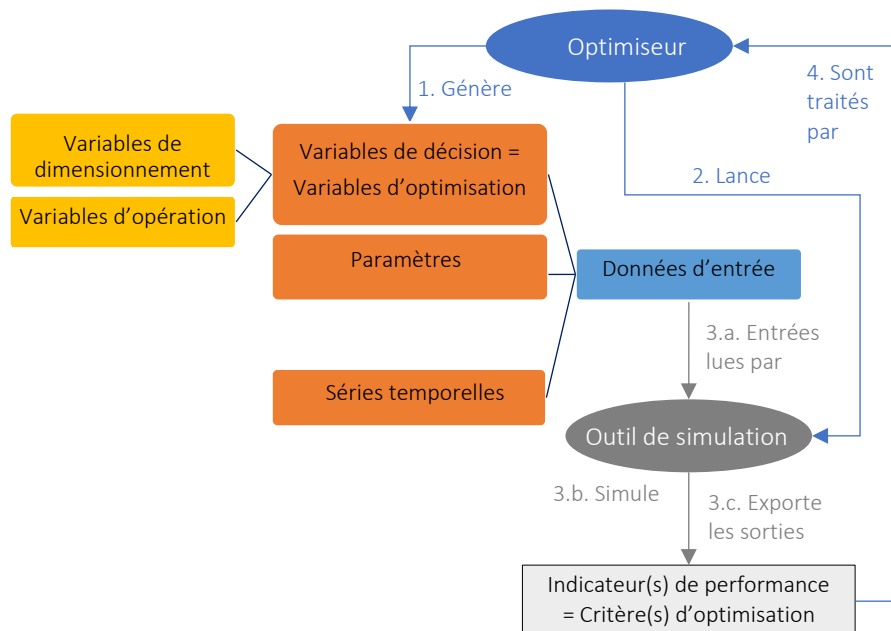 Optimiseur
1. Génère
4. Sont
traités
par
Variables de
dimensionnement
Variables d'opération
Variables de décision =
Variables d'optimisation
2. Lance
Paramètres
Données d'entrée
3.a. Entrées
lues par
Séries temporelles
Outil de simulation
3.b. Simule
3.c. Exporte
les sorties
Indicateur(s) de performance
= Critère(s) d'optimisation